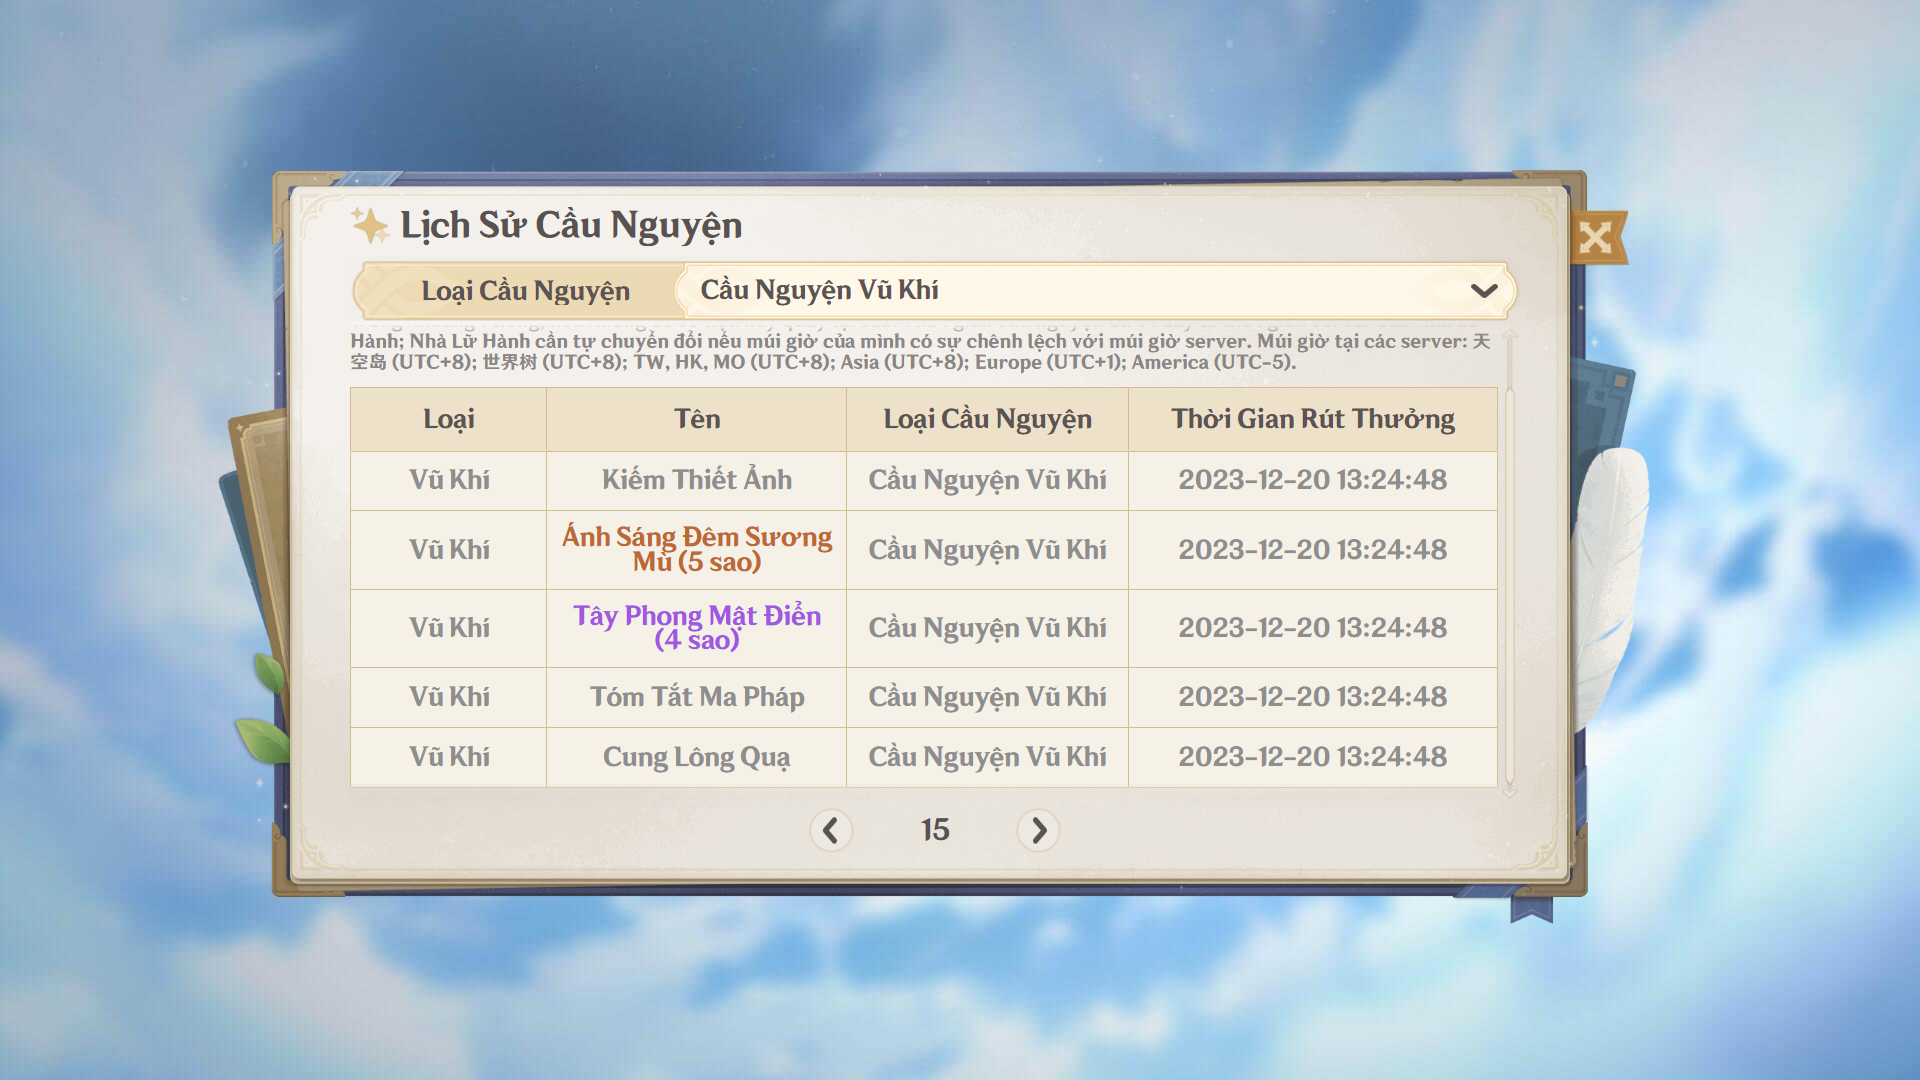 Lịch Sử Cầu Nguyện
Loại Cầu Nguyện
Cầu Nguyện Vũ Khí
Hành; Nhà Lữ Hành cần tự chuyển đổi nếu múi giờ của mình có sự chênh lệch với múi giờ server. Múi giờ tại các server: 天
空岛 (UTC+8); 世界树 (UTC+8); TW, HK, MO (UTC+8); Asia (UTC+8); Europe (UTC+1); America (UTC-5).
Loại Tên Loại Cầu Nguyện Thời Gian Rút Thưởng
Vũ Khí Kiếm Thiết Ảnh Cầu Nguyện Vũ Khí 2023-12-20 13:24:48
Vũ Khí Ánh Sáng Đêm Sương
Mù (5 sao) Cầu Nguyện Vũ Khí 2023-12-20 13:24:48
Vũ Khí Tây Phong Mật Điển
(4 sao) Cầu Nguyện Vũ Khí 2023-12-20 13:24:48
Vũ Khí Tóm Tắt Ma Pháp Cầu Nguyện Vũ Khí 2023-12-20 13:24:48
Vũ Khí Cung Lông Quạ Cầu Nguyện Vũ Khí 2023-12-20 13:24:48
15